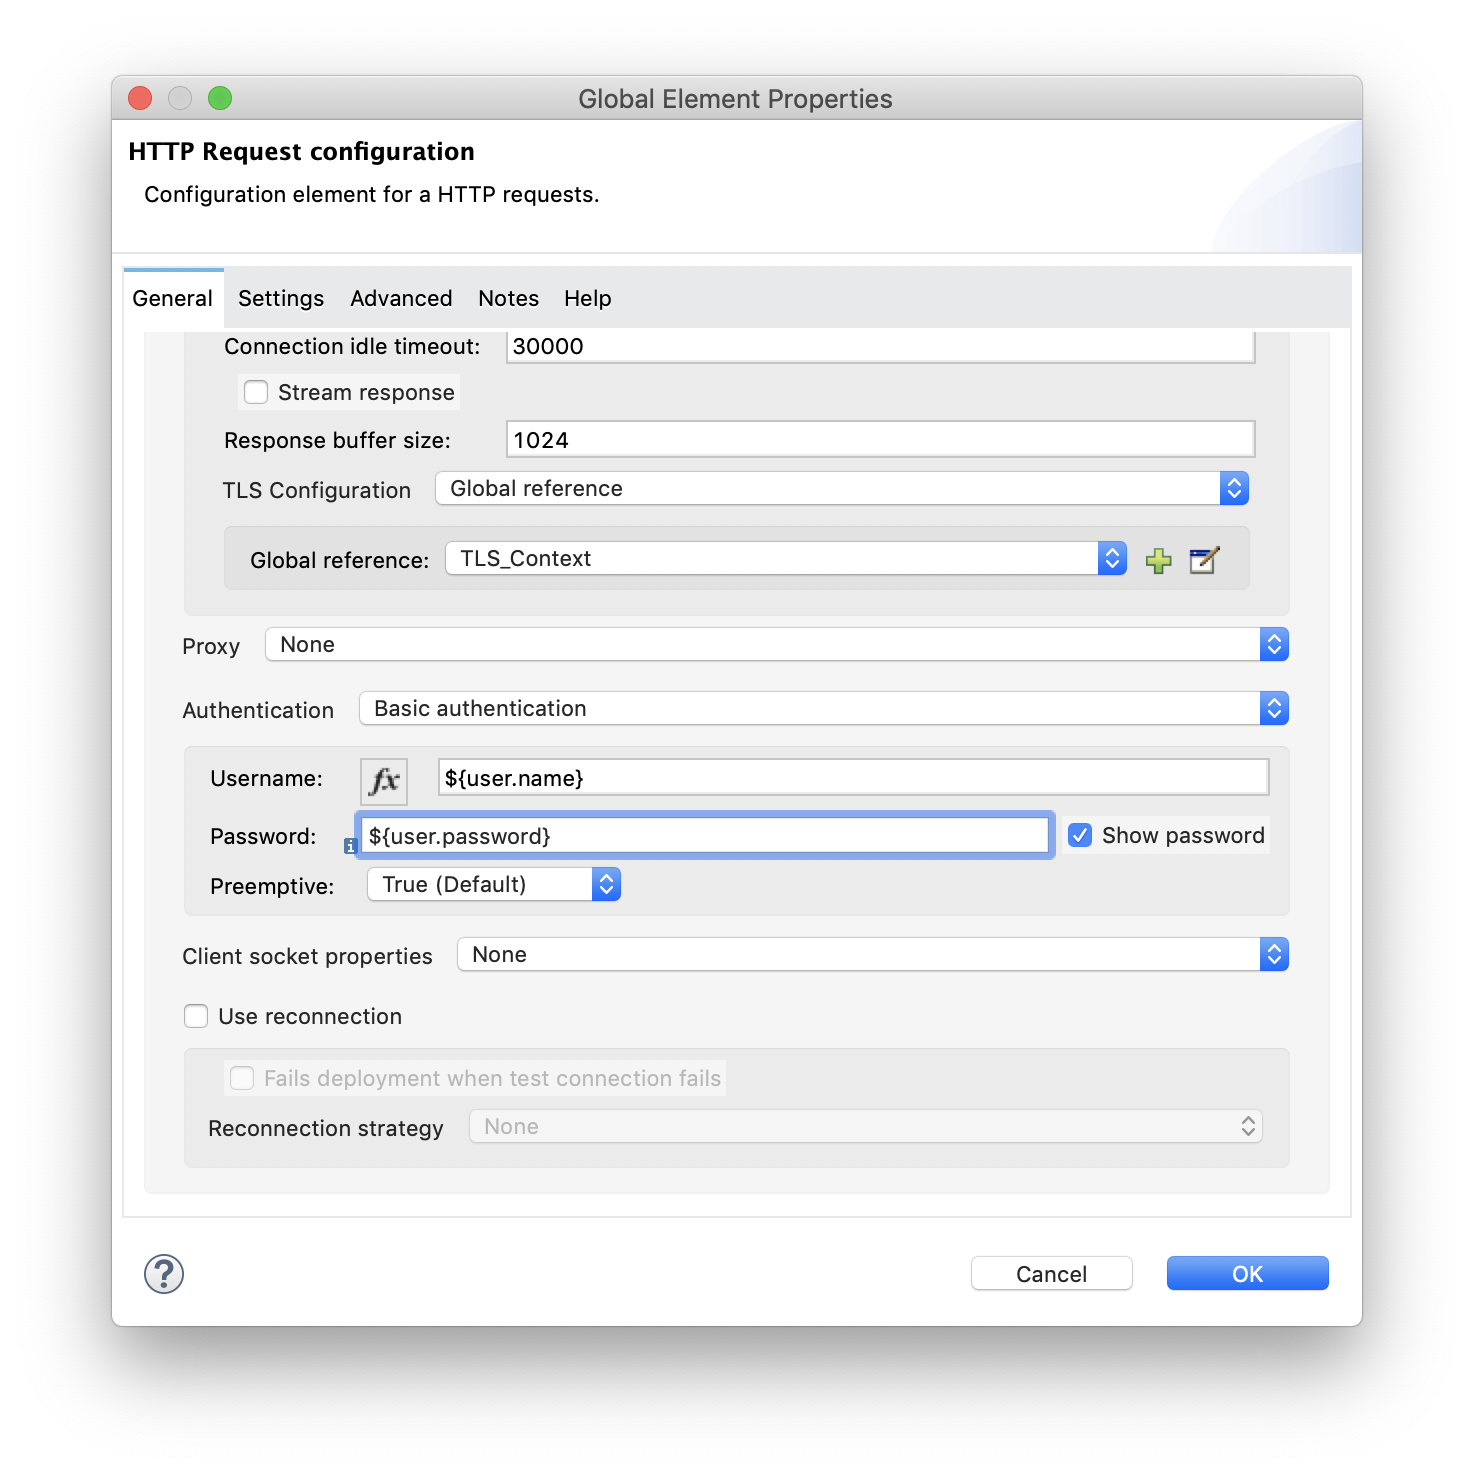 Global Element Properties
HTTP Request configuration
Configuration element for a HTTP requests.
General Settings Advanced Notes Help
Connection idle timeout: 30000
Stream response
Response buffer size: 1024
TLS Configuration Global reference
Global reference: TLS_Context
Proxy None
Authentication Basic authentication
Username: fx ${user.name}
Password: i ${user.password} Show password
Preemptive: True (Default)
Client socket properties None
Use reconnection
Fails deployment when test connection fails
Reconnection strategy None
? Cancel OK